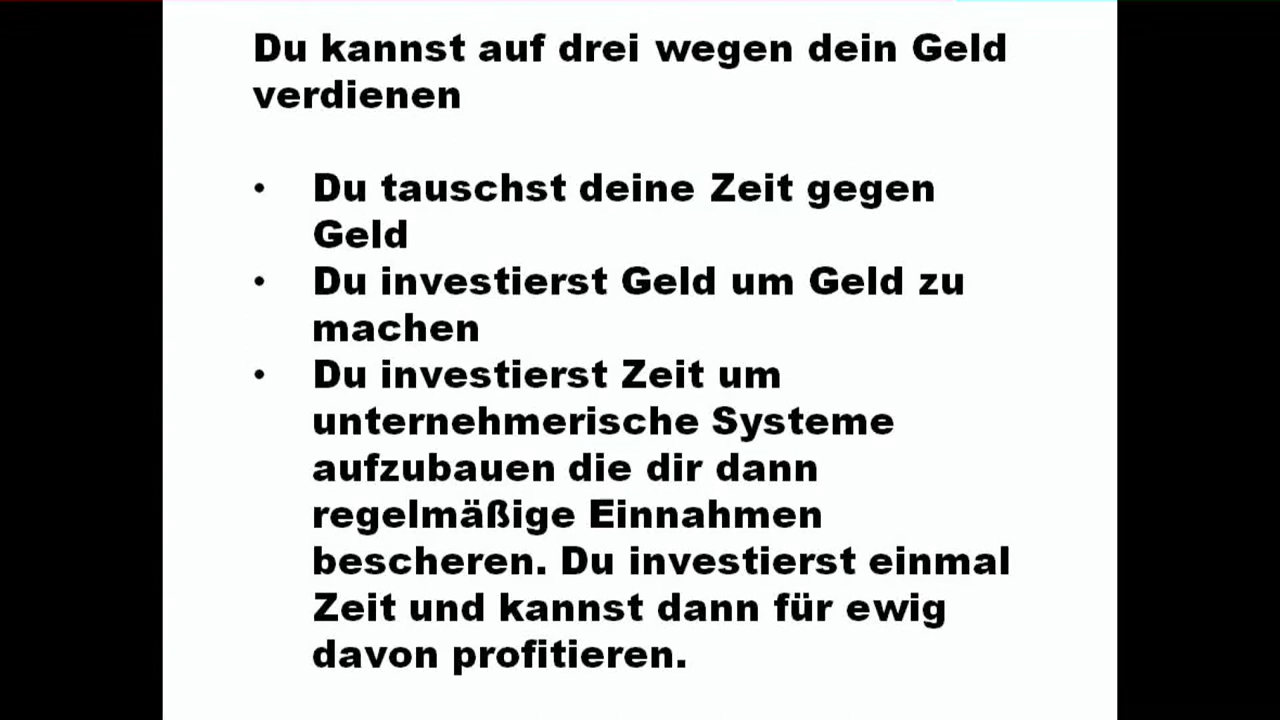 Du kannst auf drei wegen dein Geld
verdienen
• Du tauschst deine Zeit gegen
Geld
• Du investierst Geld um Geld zu
machen
• Du investierst Zeit um
unternehmerische Systeme
aufzubauen die dir dann
regelmäßige Einnahmen
bescheren. Du investierst einmal
Zeit und kannst dann für ewig
davon profitieren.